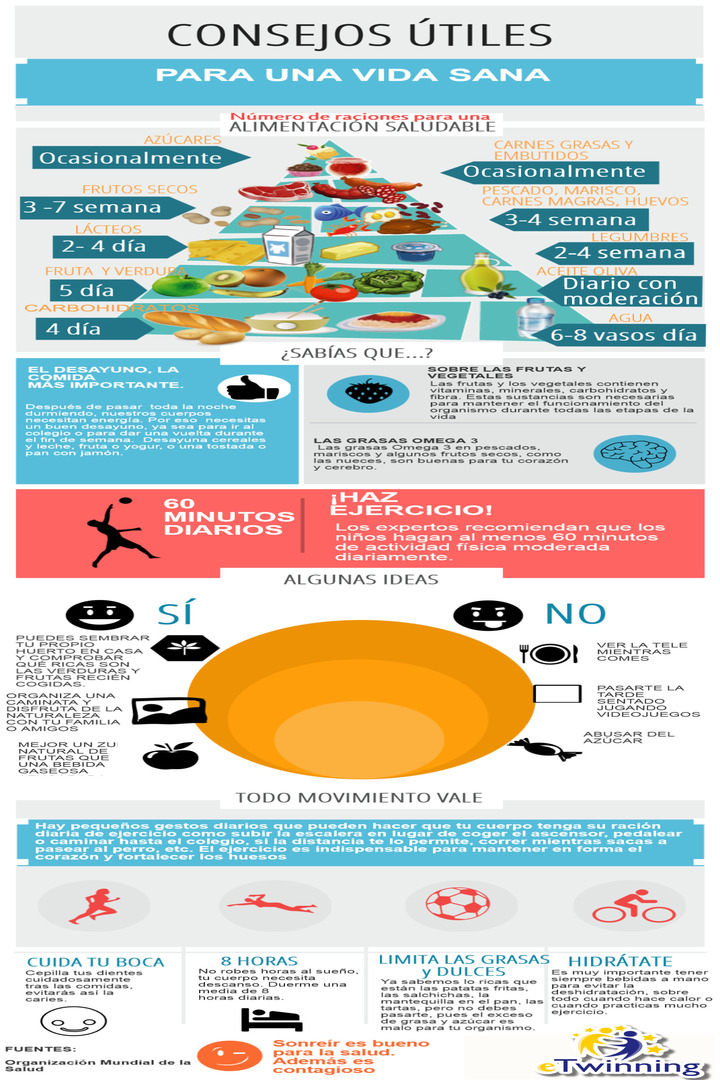 CONSEJOS ÚTILES
PARA UNA VIDA SANA
Número de raciones para una
ALIMENTACIÓN SALUDABLE
AZÚCARES
Ocasionalmente
CARNES GRASAS Y
EMBUTIDOS
Ocasionalmente
FRUTOS SECOS
3 -7 semana
PESCADO, MARISCO,
CARNES MAGRAS, HUEVOS
3-4 semana
LÁCTEOS
2- 4 día
LEGUMBRES
2-4 semana
FRUTA Y VERDURA
5 día
ACEITE OLIVA
Diario con
moderación
CARBOHIDRATOS
4 día
AGUA
6-8 vasos día
¿SABÍAS QUE...?
EL DESAYUNO, LA
COMIDA
MÁS IMPORTANTE.
Después de pasar toda la noche
durmiendo, nuestros cuerpos
necesitan energía. Por eso necesitas
un buen desayuno, ya sea para ir al
colegio o para dar una vuelta durante
el fin de semana. Desayuna cereales
y leche, fruta o yogur, o una tostada o
pan con jamón.
SOBRE LAS FRUTAS Y
VEGETALES
Las frutas y los vegetales contienen
vitaminas, minerales, carbohidratos y
fibra. Estas sustancias son necesarias
para mantener el funcionamiento del
organismo durante todas las etapas de la
vida
LAS GRASAS OMEGA 3
Las grasas Omega 3 en pescados,
mariscos y algunos frutos secos, como
las nueces, son buenas para tu corazón
y cerebro.
60
MINUTOS
DIARIOS
¡HAZ
EJERCICIO!
Los expertos recomiendan que los
niños hagan al menos 60 minutos
de actividad física moderada
diariamente.
ALGUNAS IDEAS
SÍ
PUEDES SEMBRAR
TU PROPIO
HUERTO EN CASA
Y COMPROBAR
QUÉ RICAS SON
LAS VERDURAS Y
FRUTAS RECIÉN
COGIDAS.
ORGANIZA UNA
CAMINATA Y
DISFRUTA DE LA
NATURALEZA
CON TU FAMILIA
O AMIGOS
MEJOR UN ZU
NATURAL DE
FRUTAS QUE
UNA BEBIDA
GASEOSA
NO
VER LA TELE
MIENTRAS
COMES
PASARTE LA
TARDE
SENTADO
JUGANDO
VIDEOJUEGOS
ABUSAR DEL
AZÚCAR
TODO MOVIMIENTO VALE
Hay pequeños gestos diarios que pueden hacer que tu cuerpo tenga su ración
diaria de ejercicio como subir la escalera en lugar de coger el ascensor, pedalear
o caminar hasta el colegio, si la distancia te lo permite, correr mientras sacas a
pasear al perro, etc. El ejercicio es indispensable para mantener en forma el
corazón y fortalecer los huesos
CUIDA TU BOCA
Cepilla tus dientes
cuidadosamente
tras las comidas,
evitarás así la
caries.
8 HORAS
No robes horas al sueño,
tu cuerpo necesita
descanso. Duerme una
media de 8
horas diarias.
LIMITA LAS GRASAS
y DULCES
Ya sabemos lo ricas que
están las patatas fritas,
las salchichas, la
mantequilla en el pan, las
tartas, pero no debes
pasarte, pues el exceso
de grasa y azúcar es
malo para tu organismo.
HIDRÁTATE
Es muy importante tener
siempre bebidas a mano
para evitar la
deshidratación, sobre
todo cuando hace calor o
cuando practicas mucho
ejercicio.
FUENTES:
Organización Mundial de la
Salud
Sonreír es bueno
para la salud.
Además es
contagioso
eTwinning